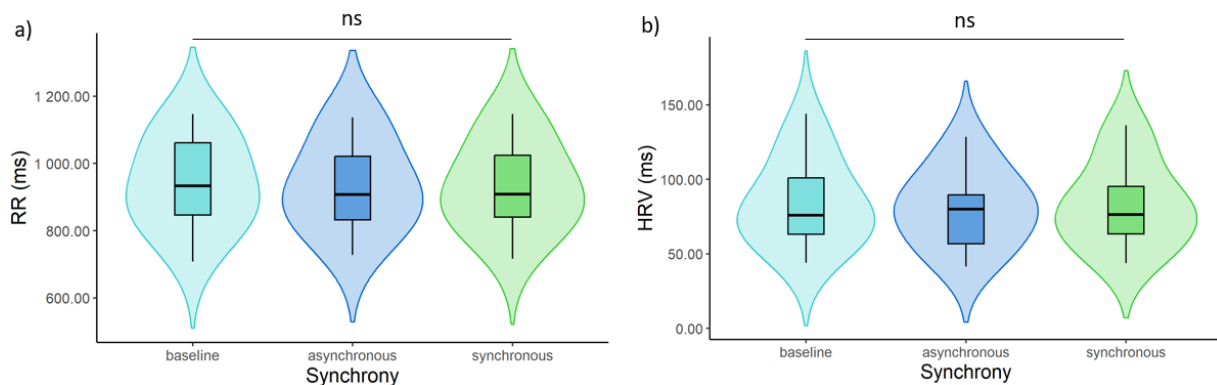 a)
ns
RR (ms)
1 200.00
1 000.00
800.00
600.00
baseline
asynchronous
synchronous
Synchrony
b)
ns
HRV (ms)
150.00
100.00
50.00
0.00
baseline
asynchronous
synchronous
Synchrony